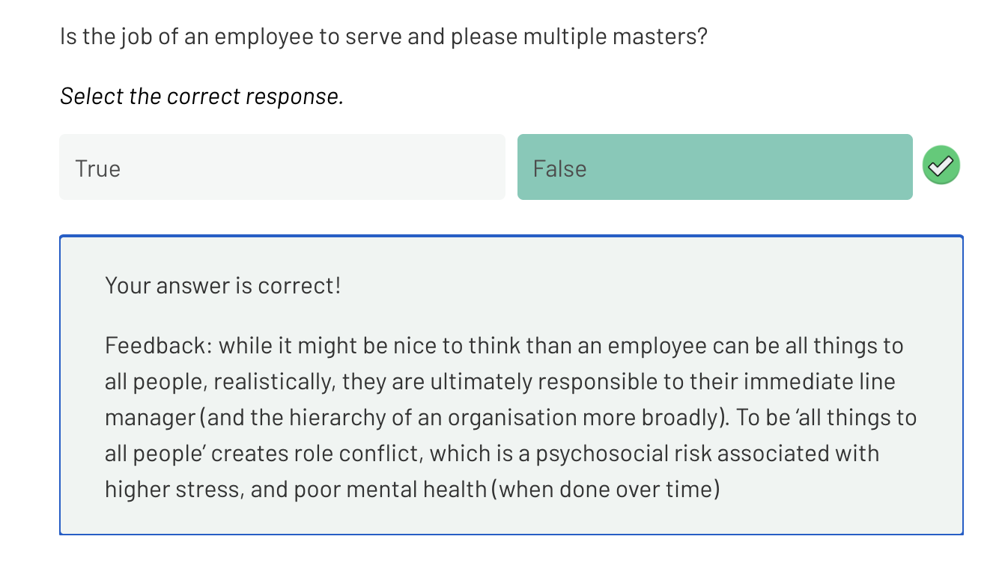 Is the job of an employee to serve and please multiple masters?
Select the correct response.
True
False
Your answer is correct!
Feedback: while it might be nice to think than an employee can be all things to
all people, realistically, they are ultimately responsible to their immediate line
manager (and the hierarchy of an organisation more broadly). To be ‘all things to
all people’ creates role conflict, which is a psychosocial risk associated with
higher stress, and poor mental health (when done over time)